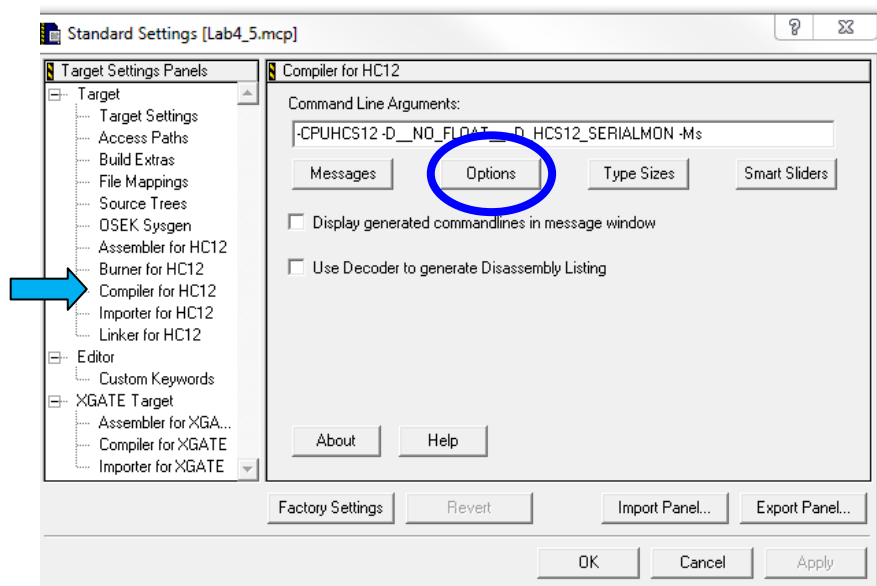 Standard Settings [Lab4_5.mcp]
Target Settings Panels
Target
Target Settings
Access Paths
Build Extras
File Mappings
Source Trees
OSEK Sysgen
Assembler for HC12
Burner for HC12
Compiler for HC12
Importer for HC12
Linker for HC12
Editor
Custom Keywords
XGATE Target
Assembler for XGA...
Compiler for XGATE
Importer for XGATE
Compiler for HC12
Command Line Arguments:
-CPUHCS12 -D__NO_FLOAT__ -D_HCS12_SERIALMON -Ms
Messages Options Type Sizes Smart Sliders
Display generated commandlines in message window
Use Decoder to generate Disassembly Listing
About Help
Factory Settings Revert Import Panel... Export Panel...
OK Cancel Apply